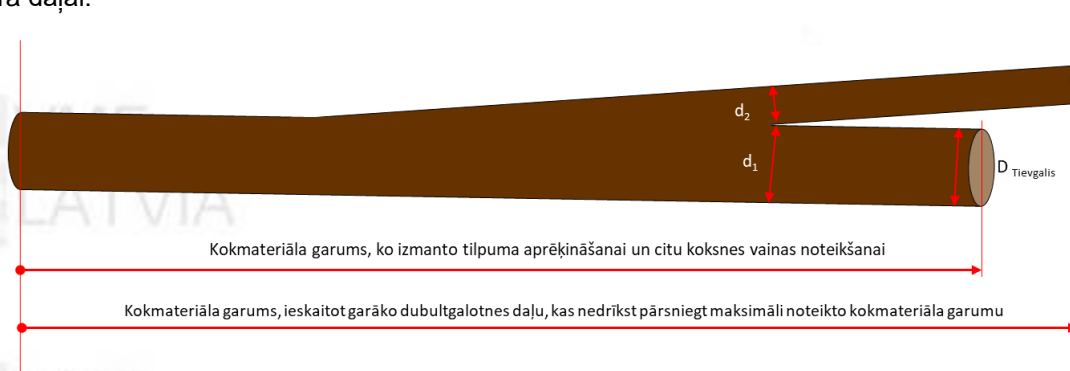 d2
d1
D Tievgalis
LATVIA
Kokmateriāla garums, ko izmanto tilpuma aprēķināšanai un citu koksnes vainas noteikšanai
Kokmateriāla garums, ieskaitot garāko dubultgalotnes daļu, kas nedrīkst pārsniegt maksimāli noteikto kokmateriāla garumu